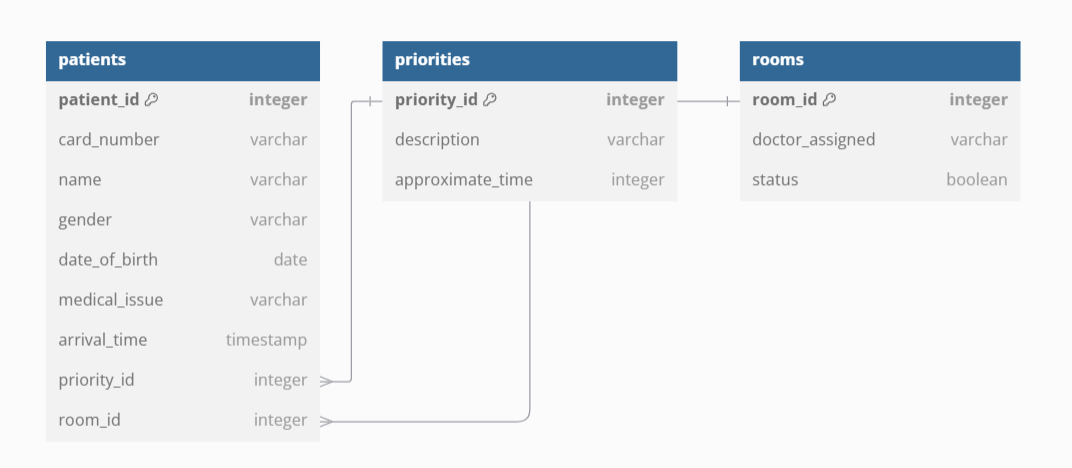 patients
patient_id integer
card_number varchar
name varchar
gender varchar
date_of_birth date
medical_issue varchar
arrival_time timestamp
priority_id integer
room_id integer
priorities
priority_id integer
description varchar
approximate_time integer
rooms
room_id integer
doctor_assigned varchar
status boolean